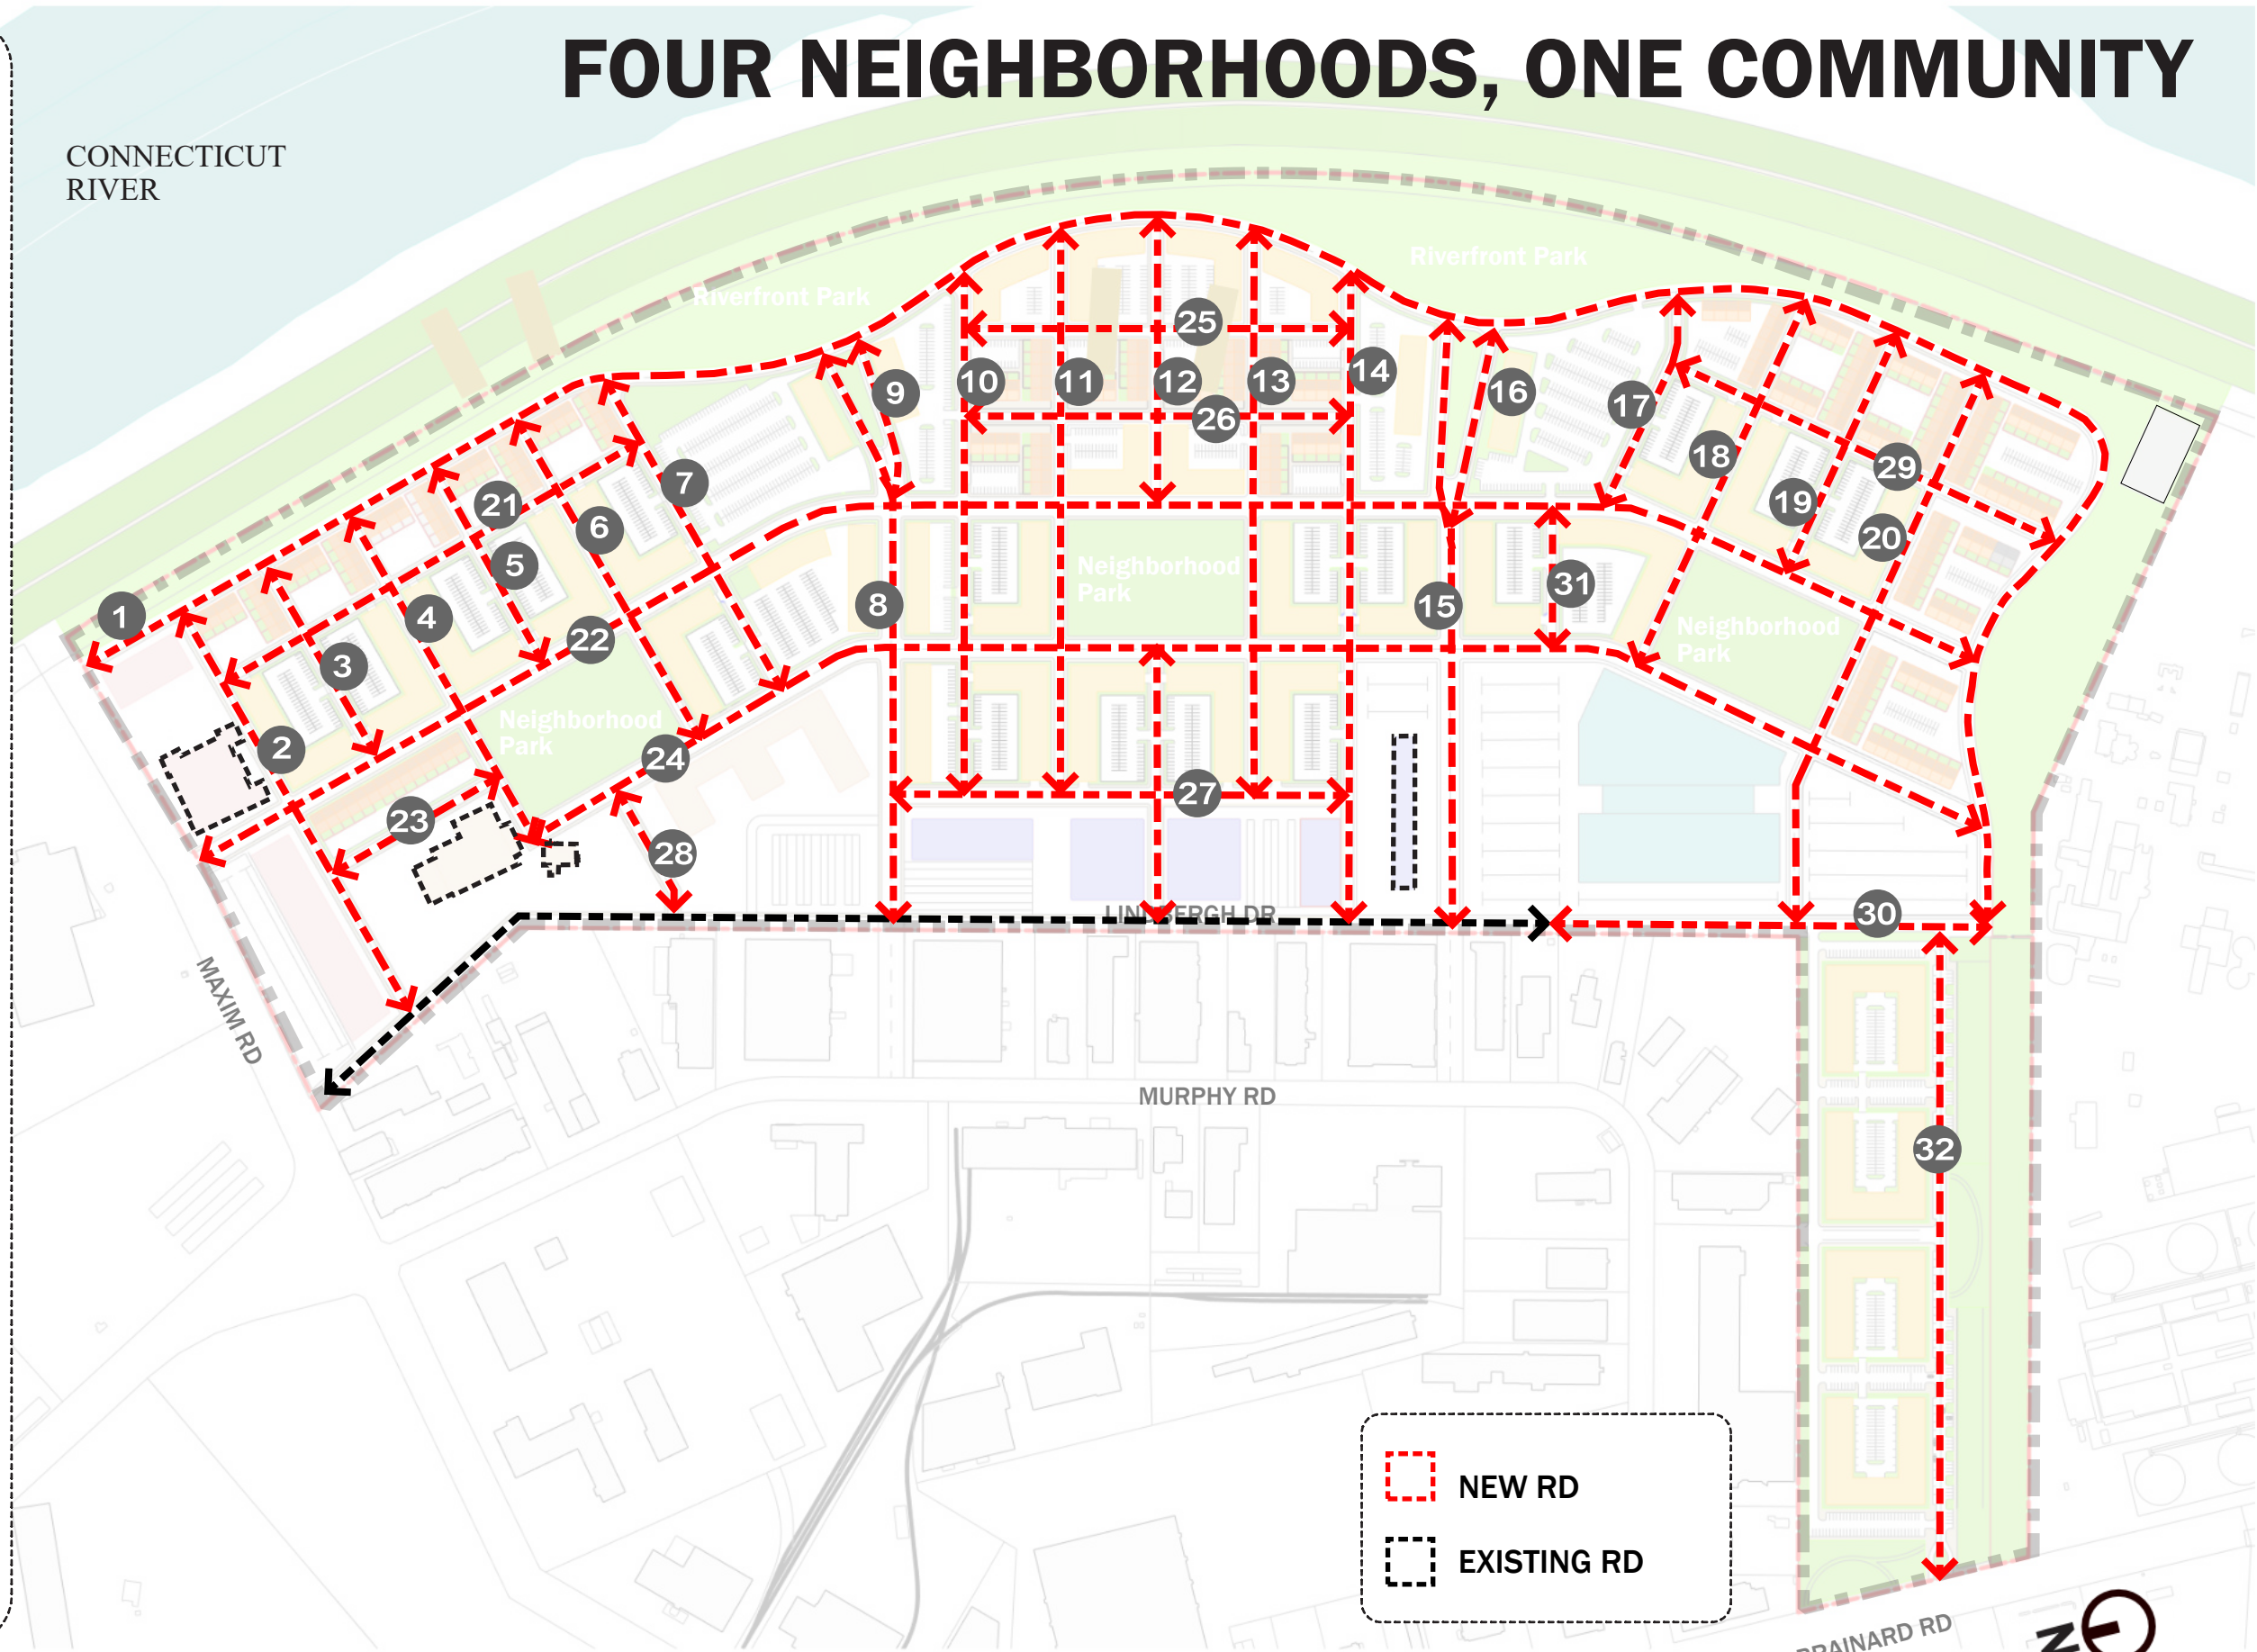 FOUR NEIGHBORHOODS, ONE COMMUNITY
CONNECTICUT
RIVER
Riverfront Park
Riverfront Park
25
9
10
11
12
13
14
16
17
26
18
29
7
21
6
19
20
5
Neighborhood
Park
31
1
4
8
15
22
Neighborhood
Park
3
Neighborhood
Park
2
24
27
23
28
LINDBERGH DR
30
MAXIM RD
MURPHY RD
32
NEW RD
EXISTING RD
BRAINARD RD
N